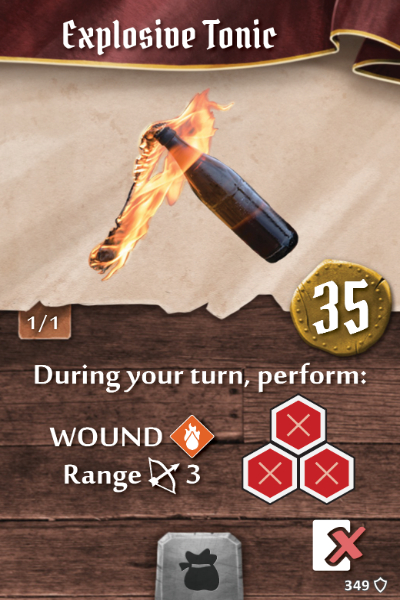 Explosive Tonic
35
1/1
During your turn, perform:
WOUND
Range 3
349